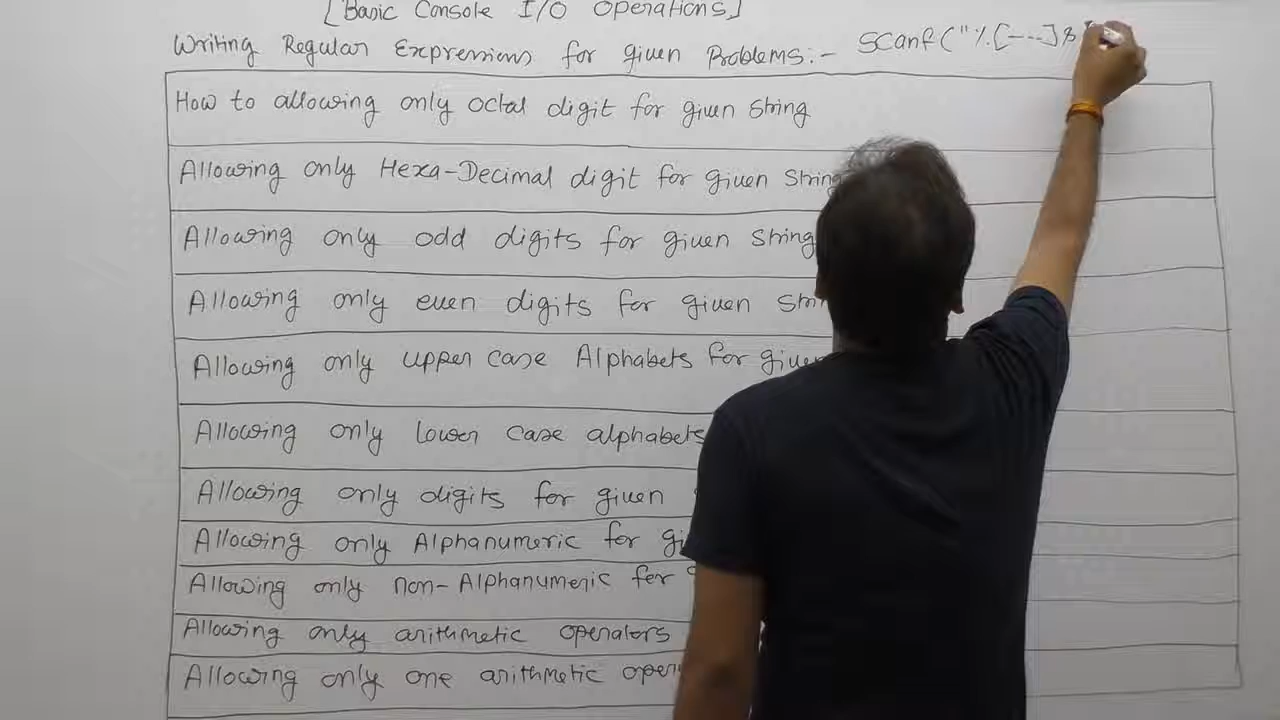 [Basic Console I/O Operations]
Writing Regular Expressions for given Problems:- Scanf("%[---]s
How to allowing only octal digit for given String
Allowing only Hexa-Decimal digit for given String
Allowing only odd digits for given String
Allowing only even digits for given
Allowing only upper case Alphabets for
Allowing only lower case alphabets
Allowing only digits for given
Allowing only Alphanumeric for
Allowing only non-Alphanumeric for
Allowing only arithmetic operators
Allowing only one arithmetic